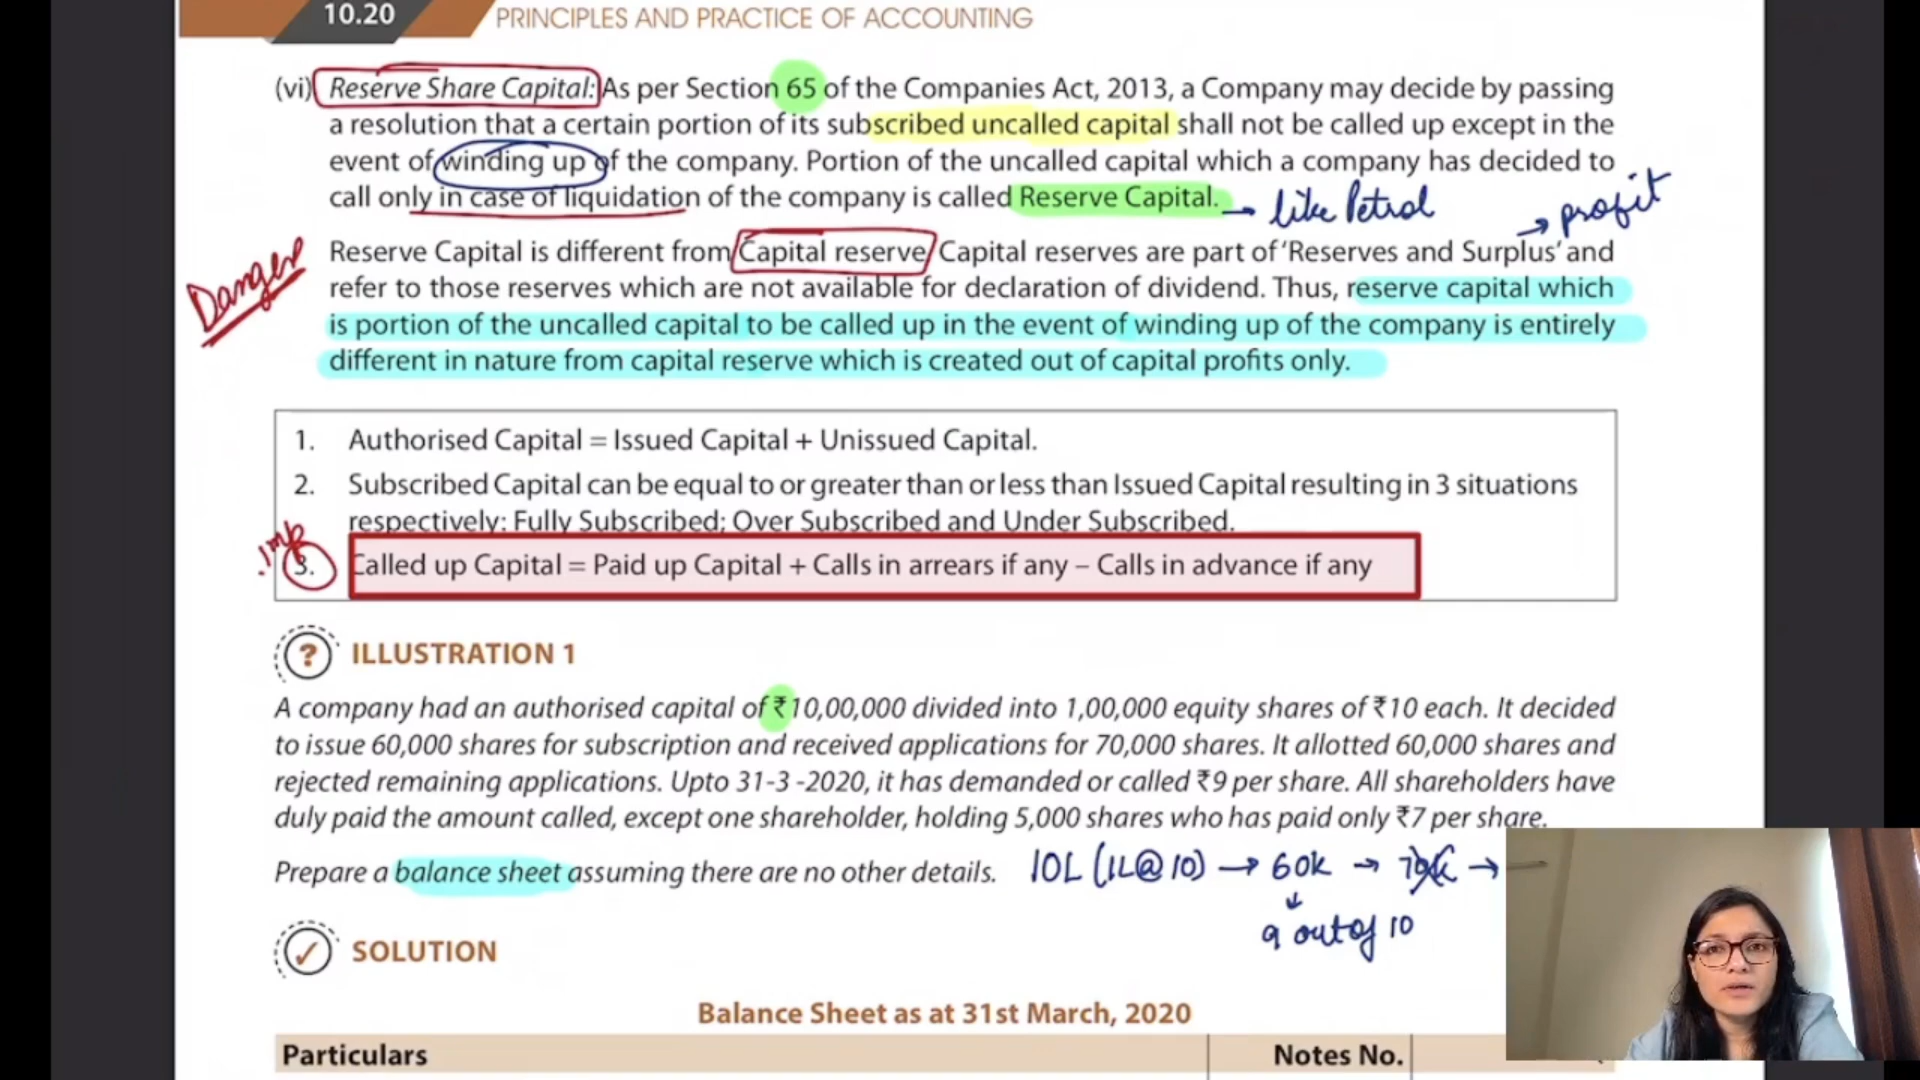 10.20 PRINCIPLES AND PRACTICE OF ACCOUNTING
(vi) Reserve Share Capital: As per Section 65 of the Companies Act, 2013, a Company may decide by passing
a resolution that a certain portion of its subscribed uncalled capital shall not be called up except in the
event of winding up of the company. Portion of the uncalled capital which a company has decided to
call only in case of liquidation of the company is called Reserve Capital. → like Petrol
→ profit
Danger
Reserve Capital is different from Capital reserve, Capital reserves are part of 'Reserves and Surplus' and
refer to those reserves which are not available for declaration of dividend. Thus, reserve capital which
is portion of the uncalled capital to be called up in the event of winding up of the company is entirely
different in nature from capital reserve which is created out of capital profits only.
1. Authorised Capital = Issued Capital + Unissued Capital.
2. Subscribed Capital can be equal to or greater than or less than Issued Capital resulting in 3 situations
respectively: Fully Subscribed; Over Subscribed and Under Subscribed.
imp
3. Called up Capital = Paid up Capital + Calls in arrears if any – Calls in advance if any
? ILLUSTRATION 1
A company had an authorised capital of ₹10,00,000 divided into 1,00,000 equity shares of ₹10 each. It decided
to issue 60,000 shares for subscription and received applications for 70,000 shares. It allotted 60,000 shares and
rejected remaining applications. Upto 31-3 -2020, it has demanded or called ₹9 per share. All shareholders have
duly paid the amount called, except one shareholder, holding 5,000 shares who has paid only ₹7 per share.
Prepare a balance sheet assuming there are no other details. 10L (1L@10) → 60k → 70k →
9 out of 10
SOLUTION
Balance Sheet as at 31st March, 2020
Particulars Notes No.